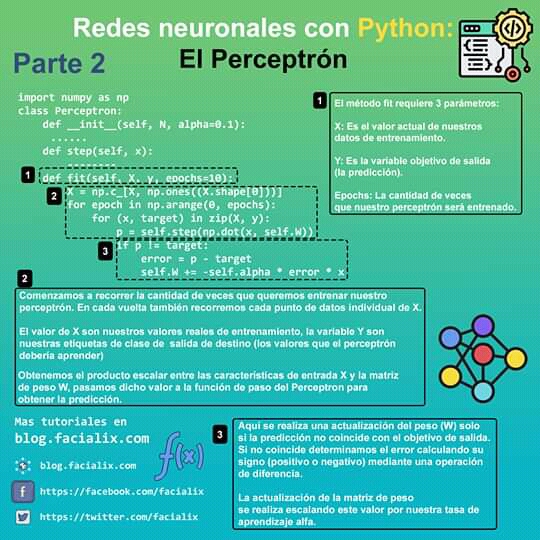 Redes neuronales con Python:
El Perceptrón
Parte 2
import numpy as np
class Perceptron:
def __init__(self, N, alpha=0.1):
......
def step(self, x):
........
1
def fit(self, X, y, epochs=10):
2
X = np.c_[X, np.ones((X.shape[0]))]
for epoch in np.arange(0, epochs):
for (x, target) in zip(X, y):
p = self.step(np.dot(x, self.W))
3
if p != target:
error = p - target
self.W += -self.alpha * error * x
1
El método fit requiere 3 parámetros:
X: Es el valor actual de nuestros
datos de entrenamiento.
Y: Es la variable objetivo de salida
(la predicción).
Epochs: La cantidad de veces
que nuestro perceptrón será entrenado.
2
Comenzamos a recorrer la cantidad de veces que queremos entrenar nuestro
perceptrón. En cada vuelta también recorremos cada punto de datos individual de X.
El valor de X son nuestros valores reales de entrenamiento, la variable Y son
nuestras etiquetas de clase de salida de destino (los valores que el perceptrón
debería aprender)
Obtenemos el producto escalar entre las características de entrada X y la matriz
de peso W, pasamos dicho valor a la función de paso del Perceptron para
obtener la predicción.
Mas tutoriales en
blog.facialix.com
f(x)
blog.facialix.com
https://facebook.com/facialix
https://twitter.com/facialix
3
Aquí se realiza una actualización del peso (W) solo
si la predicción no coincide con el objetivo de salida.
Si no coincide determinamos el error calculando su
signo (positivo o negativo) mediante una operación
de diferencia.
La actualización de la matriz de peso
se realiza escalando este valor por nuestra tasa de
aprendizaje alfa.